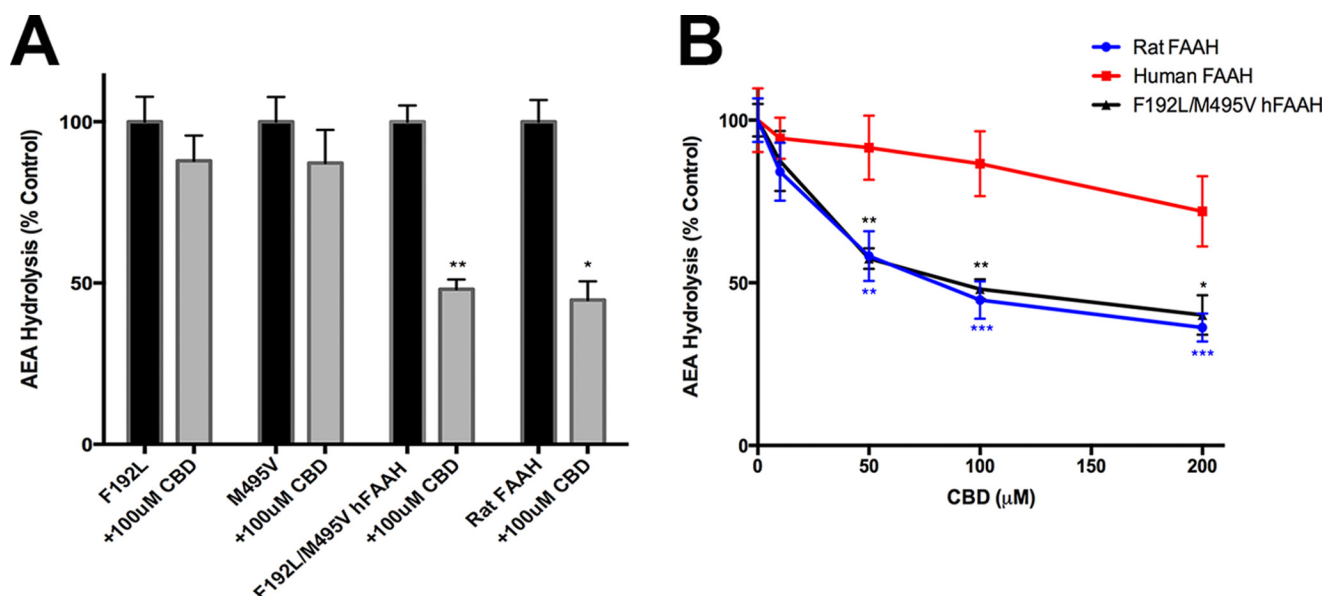 A
AEA Hydrolysis (% Control)
100
50
0
F192L
+100uM CBD
M495V
+100uM CBD
F192L/M495V hFAAH
+100uM CBD
Rat FAAH
+100uM CBD
**
*
B
Rat FAAH
Human FAAH
F192L/M495V hFAAH
AEA Hydrolysis (% Control)
100
50
0
**
**
**
***
*
***
0
50
100
150
200
CBD (μM)